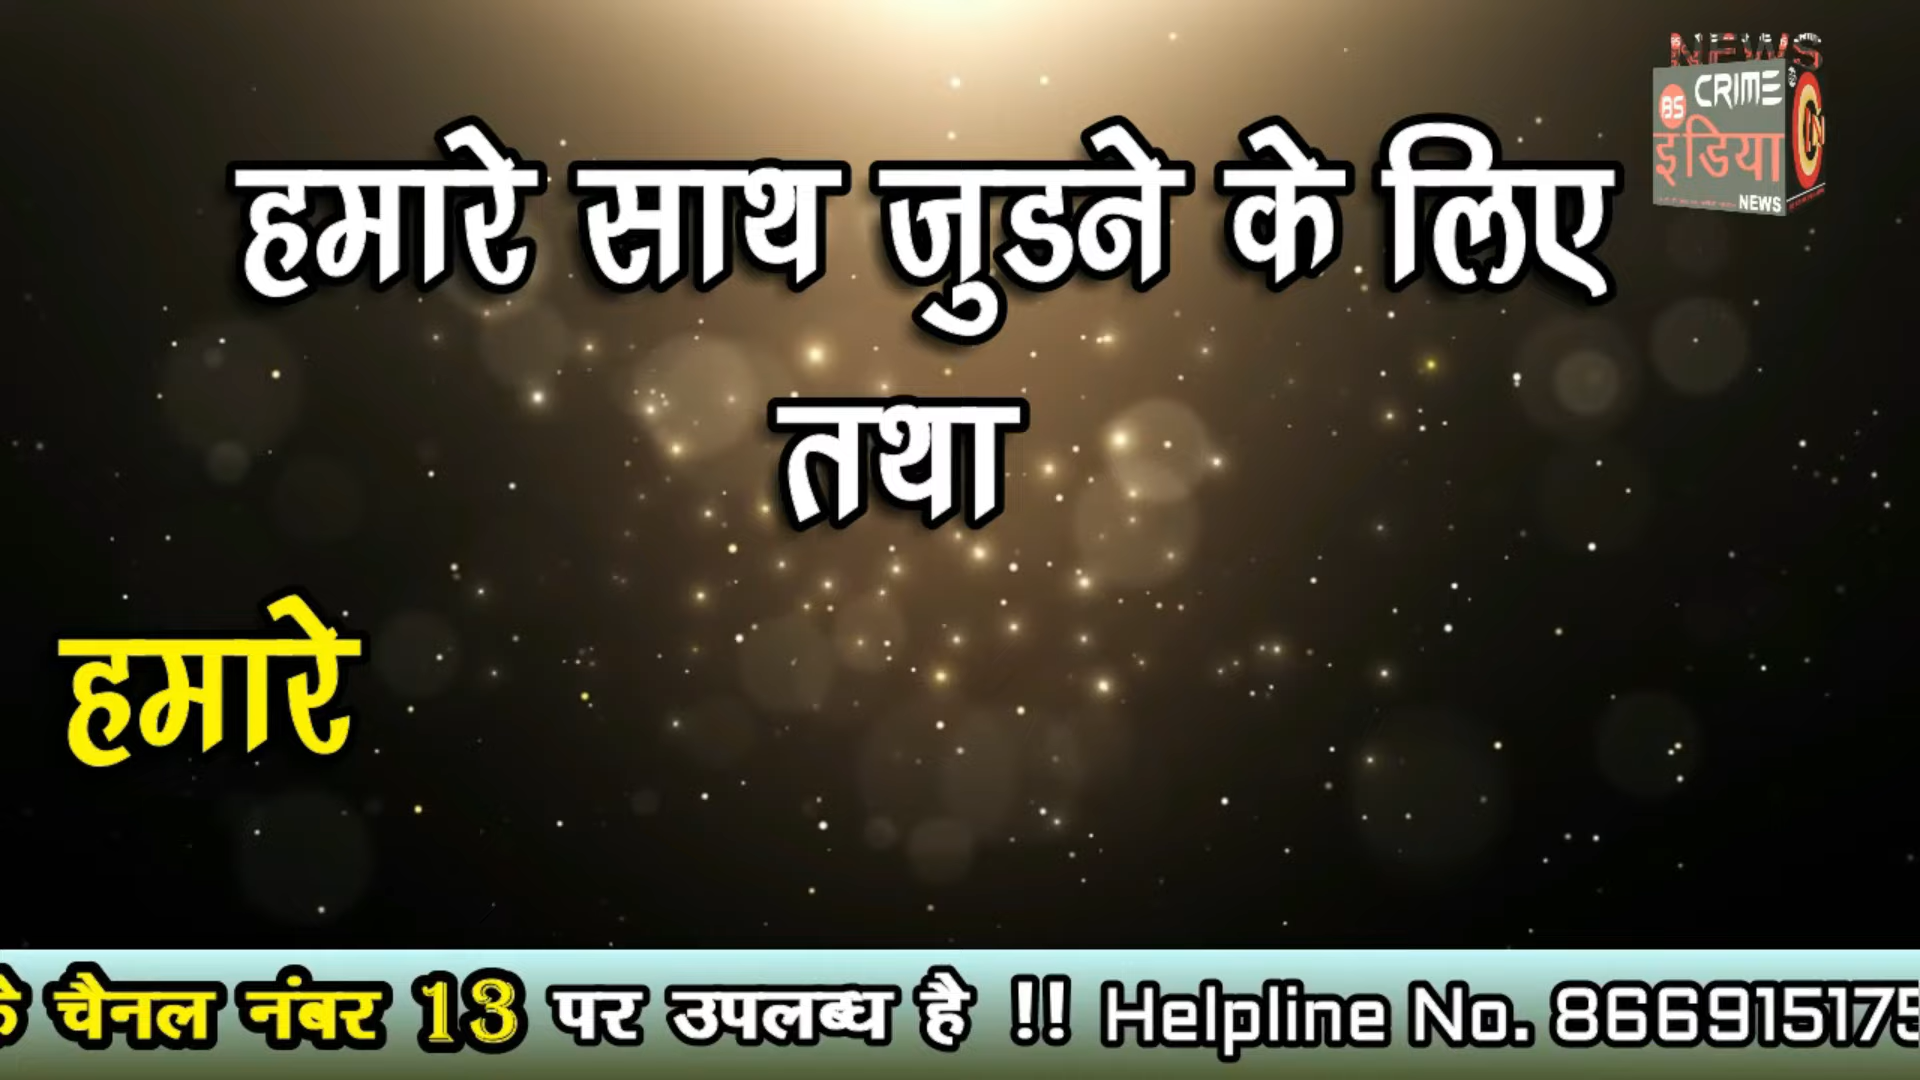 NEWS
BS CRIME
इंडिया
NEWS
हमारे साथ जुडने के लिए
तथा
हमारे
के चैनल नंबर 13 पर उपलब्ध है !! Helpline No. 866915175